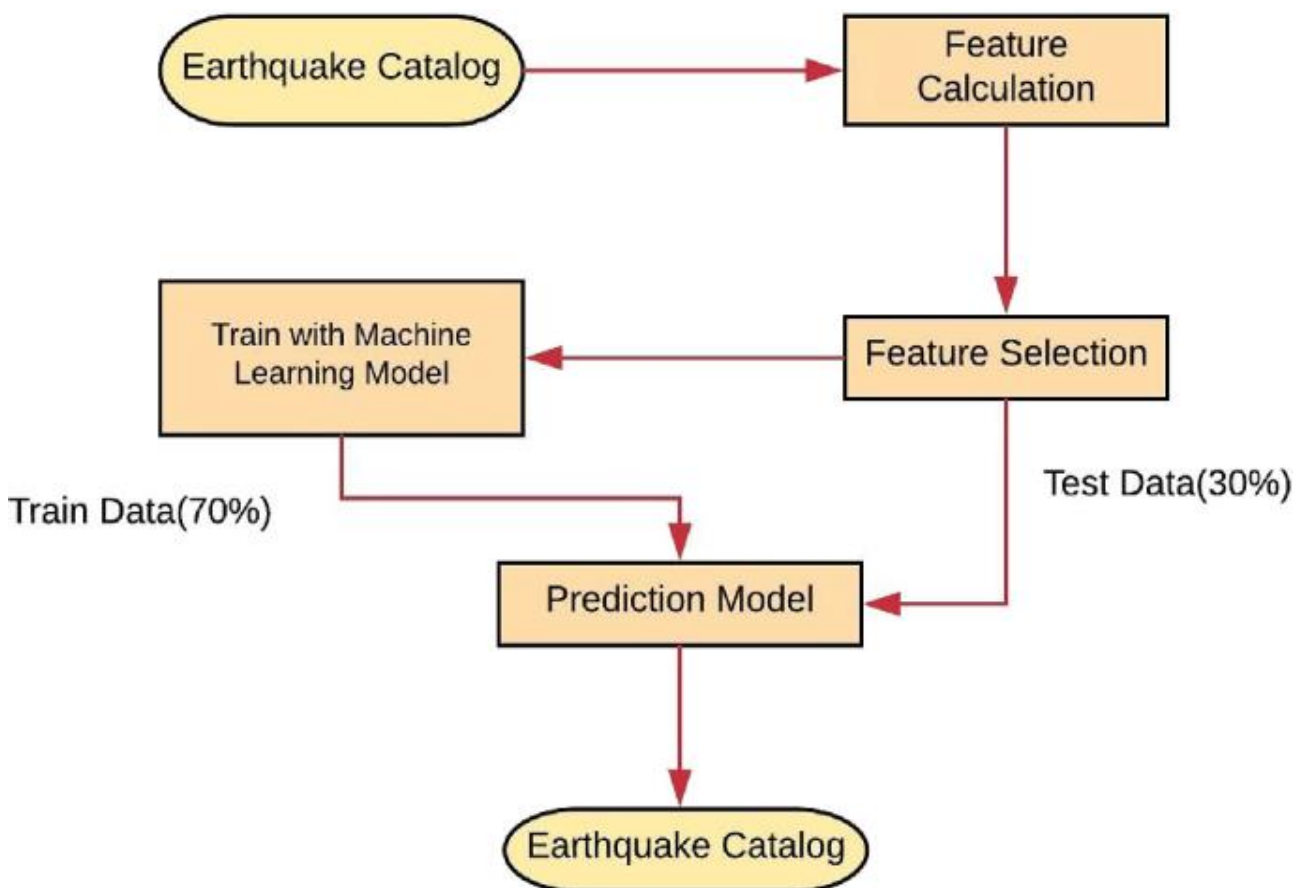 Earthquake Catalog
Feature
Calculation
Train with Machine
Learning Model
Feature Selection
Train Data(70%)
Test Data(30%)
Prediction Model
Earthquake Catalog